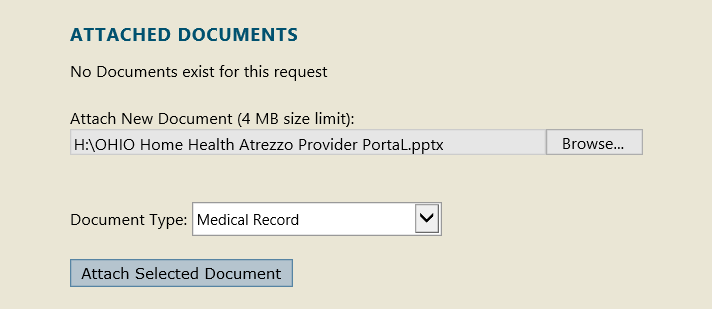 ATTACHED DOCUMENTS
No Documents exist for this request
Attach New Document (4 MB size limit):
H:\OHIO Home Health Atrezzo Provider PortaL.pptx Browse...
Document Type: Medical Record
Attach Selected Document